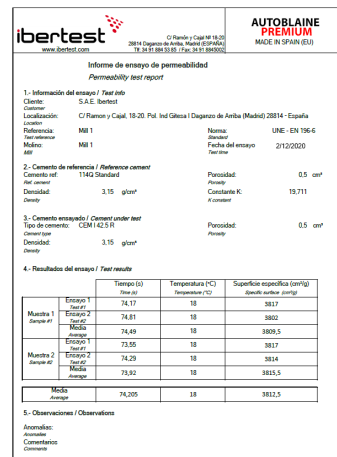 ibertest
www.ibertest.com
C/ Ramón y Cajal Nº 18-20
28814 Daganzo de Arriba, Madrid (ESPAÑA)
Tlf: 34 91 884 53 85 / Fax: 34 91 8845002
AUTOBLAINE
PREMIUM
MADE IN SPAIN (EU)
Informe de ensayo de permeabilidad
Permeability test report
1.- Información del ensayo / Test info
Cliente: S.A.E. Ibertest
Customer
Localización: C/ Ramon y Cajal, 18-20. Pol. Ind Gitesa I Daganzo de Arriba (Madrid) 28814 - España
Location
Referencia: Mill 1 Norma: UNE - EN 196-6
Test reference Standard
Molino: Mill 1 Fecha del ensayo 2/12/2020
Mill Test time
2.- Cemento de referencia / Reference cement
Cemento ref: 114Q Standard Porosidad: 0,5 cm³
Ref. cement Porosity
Densidad: 3,15 g/cm³ Constante K: 19,711
Density K constant
3.- Cemento ensayado / Cement under test
Tipo de cemento: CEM I 42.5 R Porosidad: 0,5 cm³
Cement type Porosity
Densidad: 3,15 g/cm³
Density
4.- Resultados del ensayo / Test results
Tiempo (s) Temperatura (ºC) Superficie específica (cm²/g)
Time (s) Temperature (ºC) Specific surface (cm²/g)
Muestra 1
Sample #1
Ensayo 1 74,17 18 3817
Test #1
Ensayo 2 74,81 18 3802
Test #2
Media 74,49 18 3809,5
Average
Muestra 2
Sample #2
Ensayo 1 73,55 18 3817
Test #1
Ensayo 2 74,29 18 3814
Test #2
Media 73,92 18 3815,5
Average
Media 74,205 18 3812,5
Average
5.- Observaciones / Observations
Anomalías:
Anomalies
Comentarios
Comments